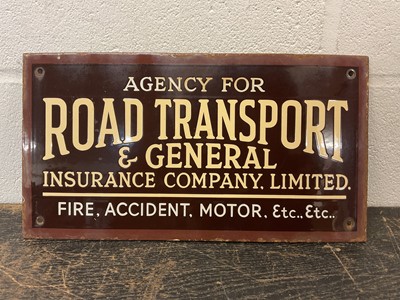 AGENCY FOR
ROAD TRANSPORT
& GENERAL
INSURANCE COMPANY, LIMITED.
FIRE, ACCIDENT, MOTOR, Etc., Etc..